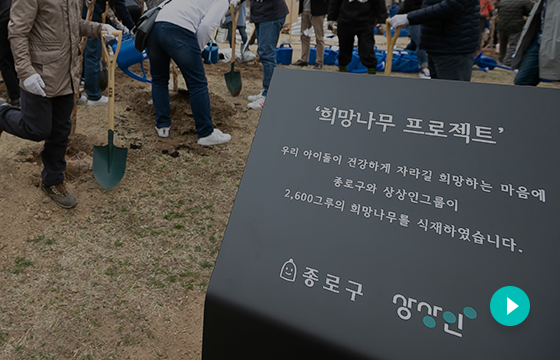 ‘희망나무 프로젝트’
우리 아이들이 건강하게 자라길 희망하는 마음에
종로구와 상상인그룹이
2,600그루의 희망나무를 식재하였습니다.
종로구
상상인